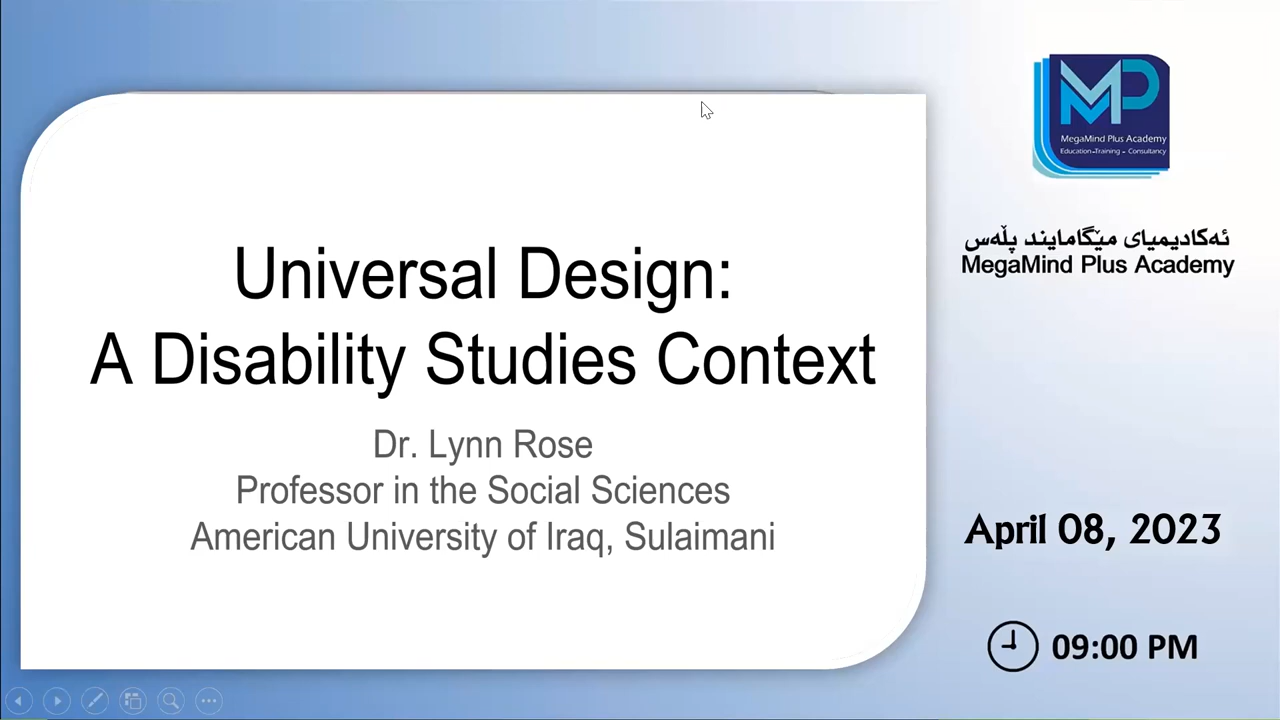 Universal Design:
A Disability Studies Context
Dr. Lynn Rose
Professor in the Social Sciences
American University of Iraq, Sulaimani
MP
MegaMind Plus Academy
Education-Training - Consultancy
ئەکادیمیای مێگامایند پڵەس
MegaMind Plus Academy
April 08, 2023
09:00 PM